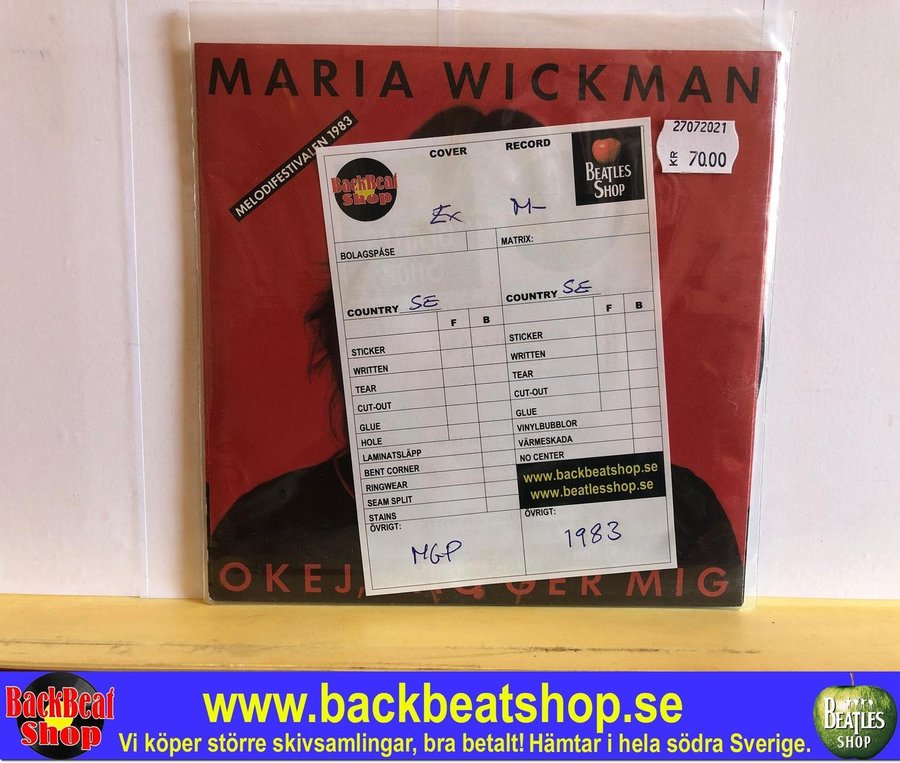 MARIA WICKMAN
MELODIFESTIVALEN 1983
27072021
KR 70.00
COVER RECORD
BackBeat
Shop
BEATLES
SHOP
Ex M-
BOLAGSPÅSE
MATRIX:
COUNTRY SE
COUNTRY SE
F B
STICKER
WRITTEN
TEAR
CUT-OUT
GLUE
HOLE
LAMINATSLÄPP
BENT CORNER
RINGWEAR
SEAM SPLIT
STAINS
ÖVRIGT:
MGP
F B
STICKER
WRITTEN
TEAR
CUT-OUT
GLUE
VINYLBUBBLOR
VÄRMESKADA
NO CENTER
www.backbeatshop.se
www.beatlesshop.se
ÖVRIGT:
1983
OKEJ, GER MIG
BackBeat
Shop
www.backbeatshop.se
Vi köper större skivsamlingar, bra betalt! Hämtar i hela södra Sverige.
BEATLES
SHOP